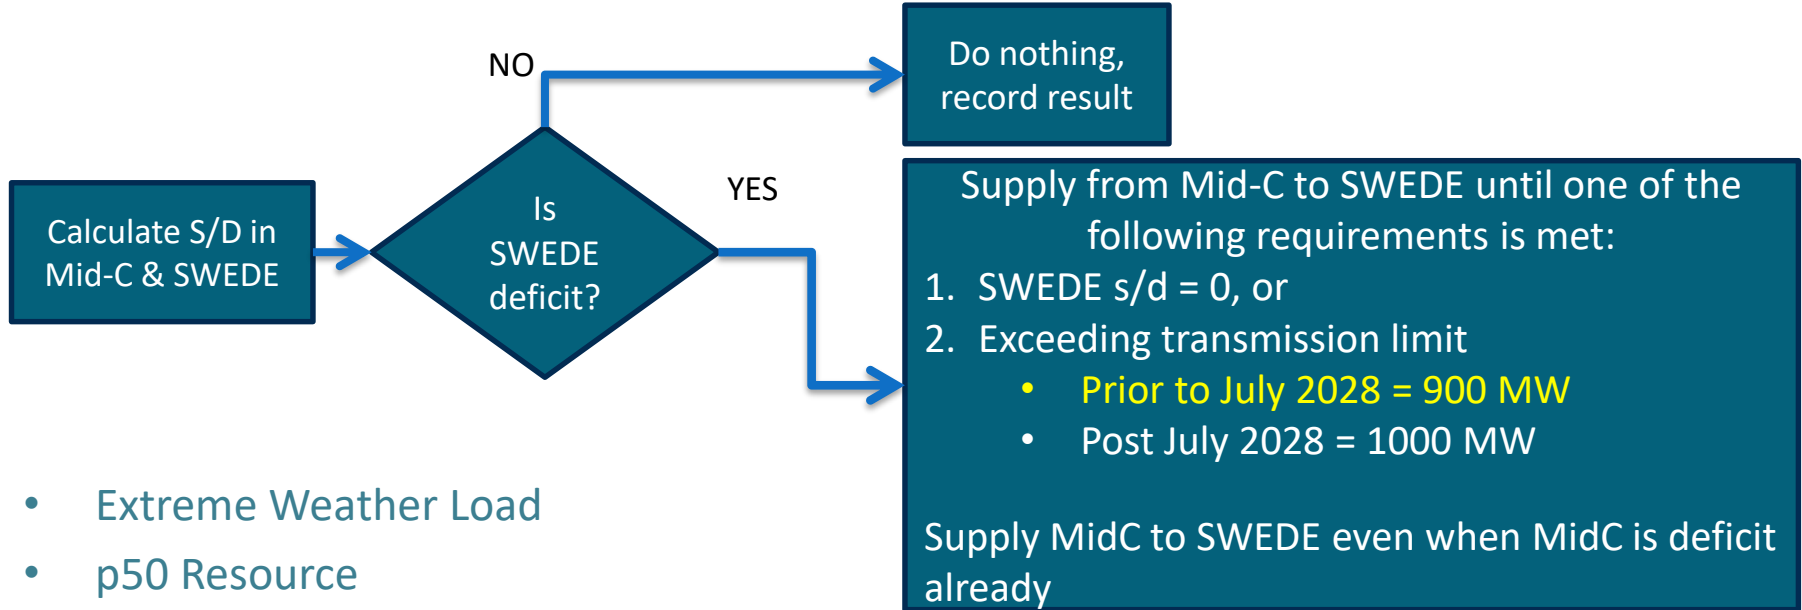 NO
Do nothing,
record result
Calculate S/D in
Mid-C & SWEDE
Is
SWEDE
deficit?
YES
Supply from Mid-C to SWEDE until one of the
following requirements is met:
1. SWEDE s/d = 0, or
2. Exceeding transmission limit
• Prior to July 2028 = 900 MW
• Post July 2028 = 1000 MW
Supply MidC to SWEDE even when MidC is deficit
already
• Extreme Weather Load
• p50 Resource